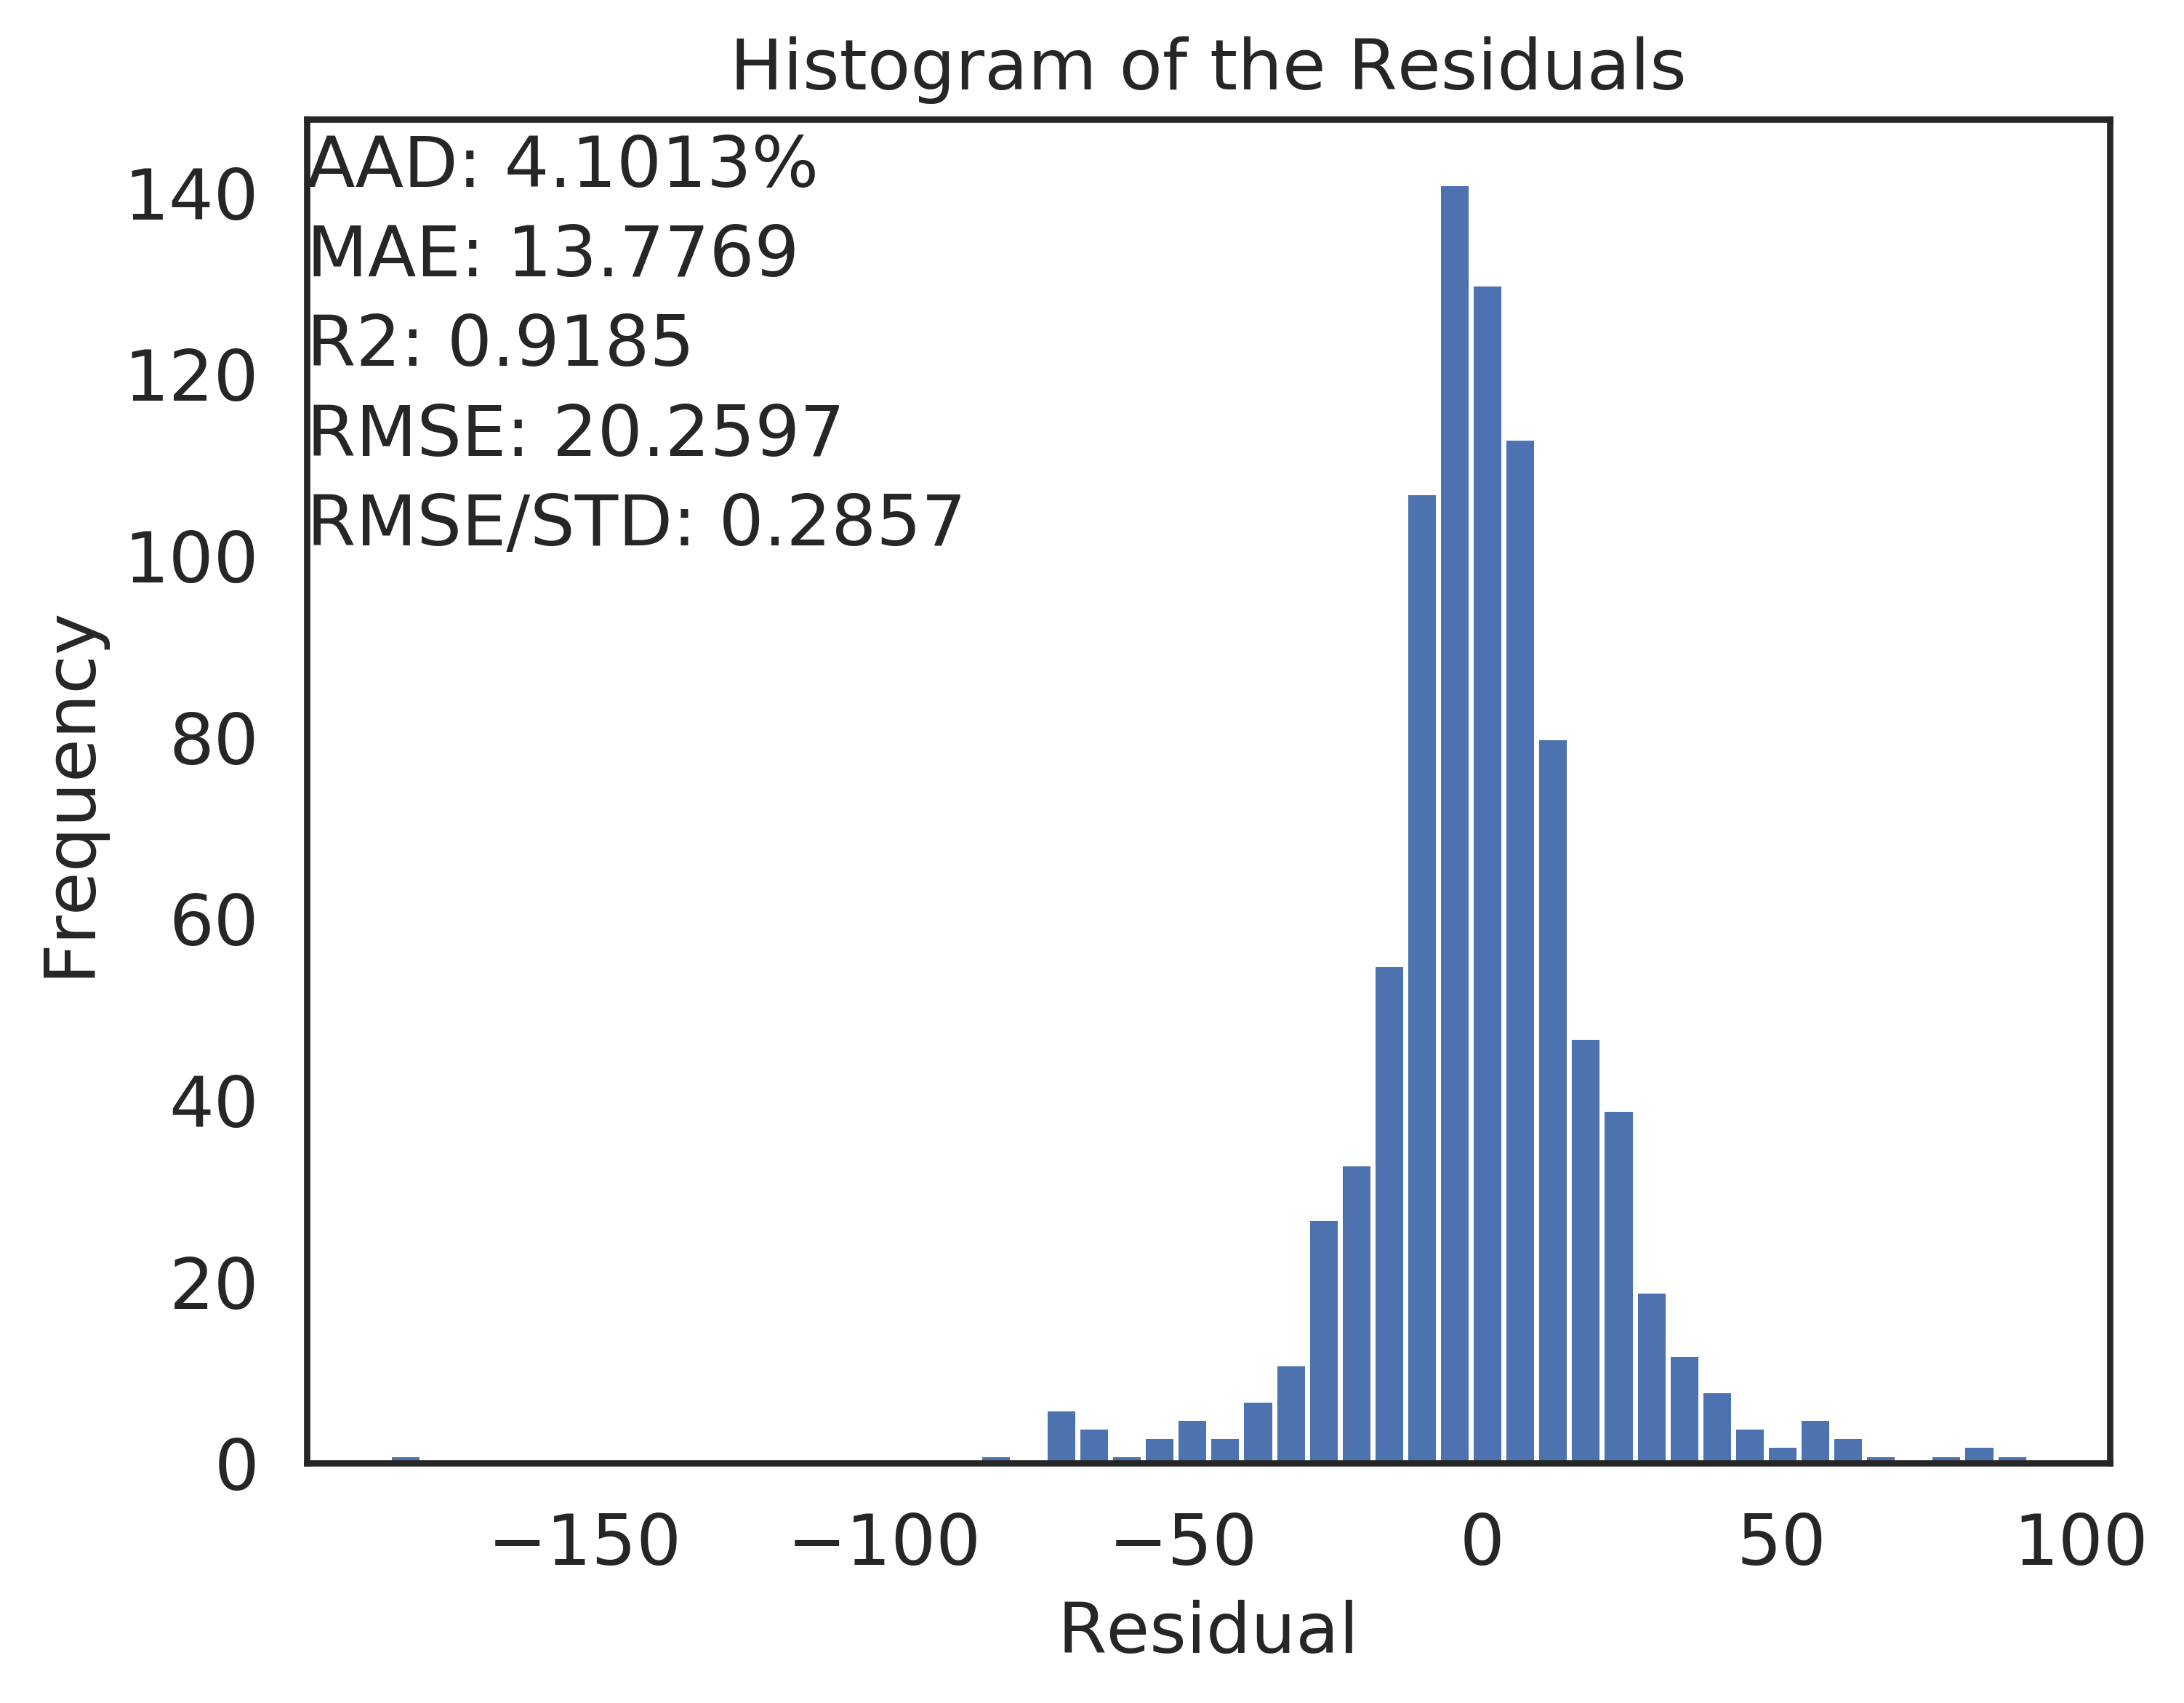 Histogram of the Residuals
AAD: 4.1013%
MAE: 13.7769
R2: 0.9185
RMSE: 20.2597
RMSE/STD: 0.2857
140
120
100
80
60
40
20
0
Frequency
−150 −100 −50 0 50 100
Residual